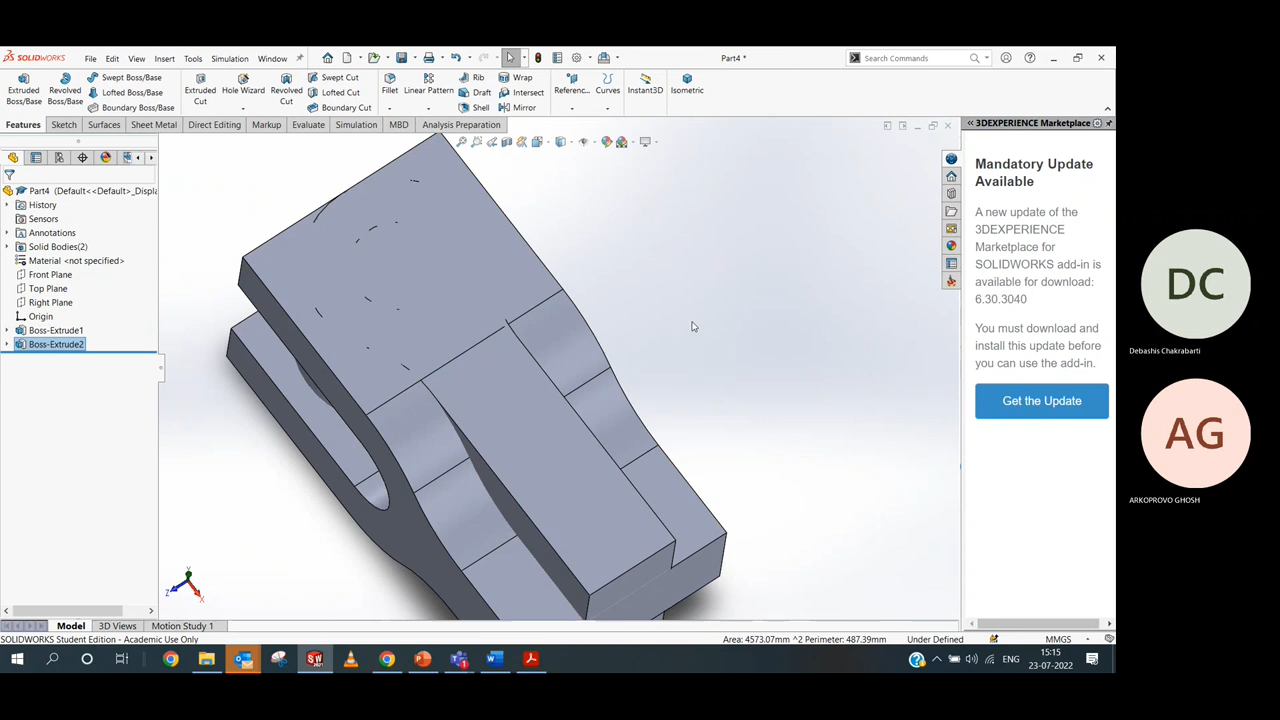 SOLIDWORKS File Edit View Insert Tools Simulation Window Part4 * Search Commands
Extruded Boss/Base Revolved Boss/Base Swept Boss/Base Lofted Boss/Base Boundary Boss/Base Extruded Cut Hole Wizard Revolved Cut Swept Cut Lofted Cut Boundary Cut Fillet Linear Pattern Rib Draft Shell Wrap Intersect Mirror Referenc... Curves Instant3D Isometric
Features Sketch Surfaces Sheet Metal Direct Editing Markup Evaluate Simulation MBD Analysis Preparation
3DEXPERIENCE Marketplace
Mandatory Update
Available
A new update of the
3DEXPERIENCE
Marketplace for
SOLIDWORKS add-in is
available for download:
6.30.3040
You must download and
install this update before
you can use the add-in.
Get the Update
Part4 (Default<<Default>_Displa
History
Sensors
Annotations
Solid Bodies(2)
Material <not specified>
Front Plane
Top Plane
Right Plane
Origin
Boss-Extrude1
Boss-Extrude2
Y
Z
X
DC
Debashis Chakrabarti
AG
ARKOPROVO GHOSH
Model 3D Views Motion Study 1
SOLIDWORKS Student Edition - Academic Use Only Area: 4573.07mm ^2 Perimeter: 487.39mm Under Defined MMGS
ENG
15:15
23-07-2022